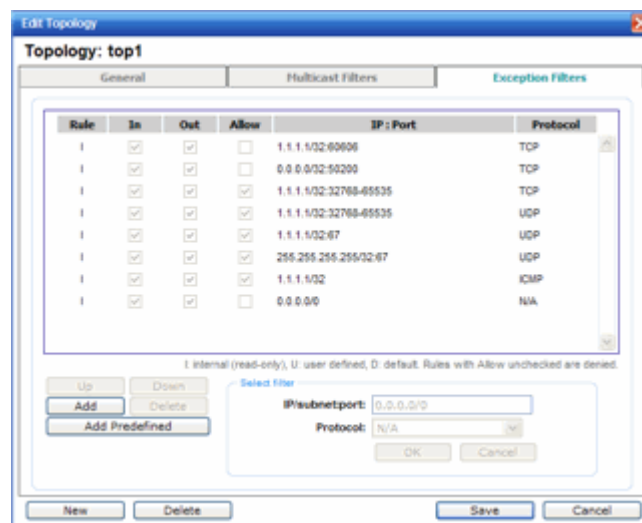 Edit Topology
Topology: top1
General Multicast Filters Exception Filters
Rule In Out Allow IP : Port Protocol
I 1.1.1.1/32:60606 TCP
I 0.0.0.0/32:50200 TCP
I 1.1.1.1/32:32768-65535 TCP
I 1.1.1.1/32:32768-65535 UDP
I 1.1.1.1/32:67 UDP
I 255.255.255.255/32:67 UDP
I 1.1.1.1/32 ICMP
I 0.0.0.0/0 N/A
I: internal (read-only), U: user defined, D: default. Rules with Allow unchecked are denied.
Up Down
Add Delete
Add Predefined
Select filter
IP/subnet:port: 0.0.0.0/0
Protocol: N/A
OK Cancel
New Delete Save Cancel